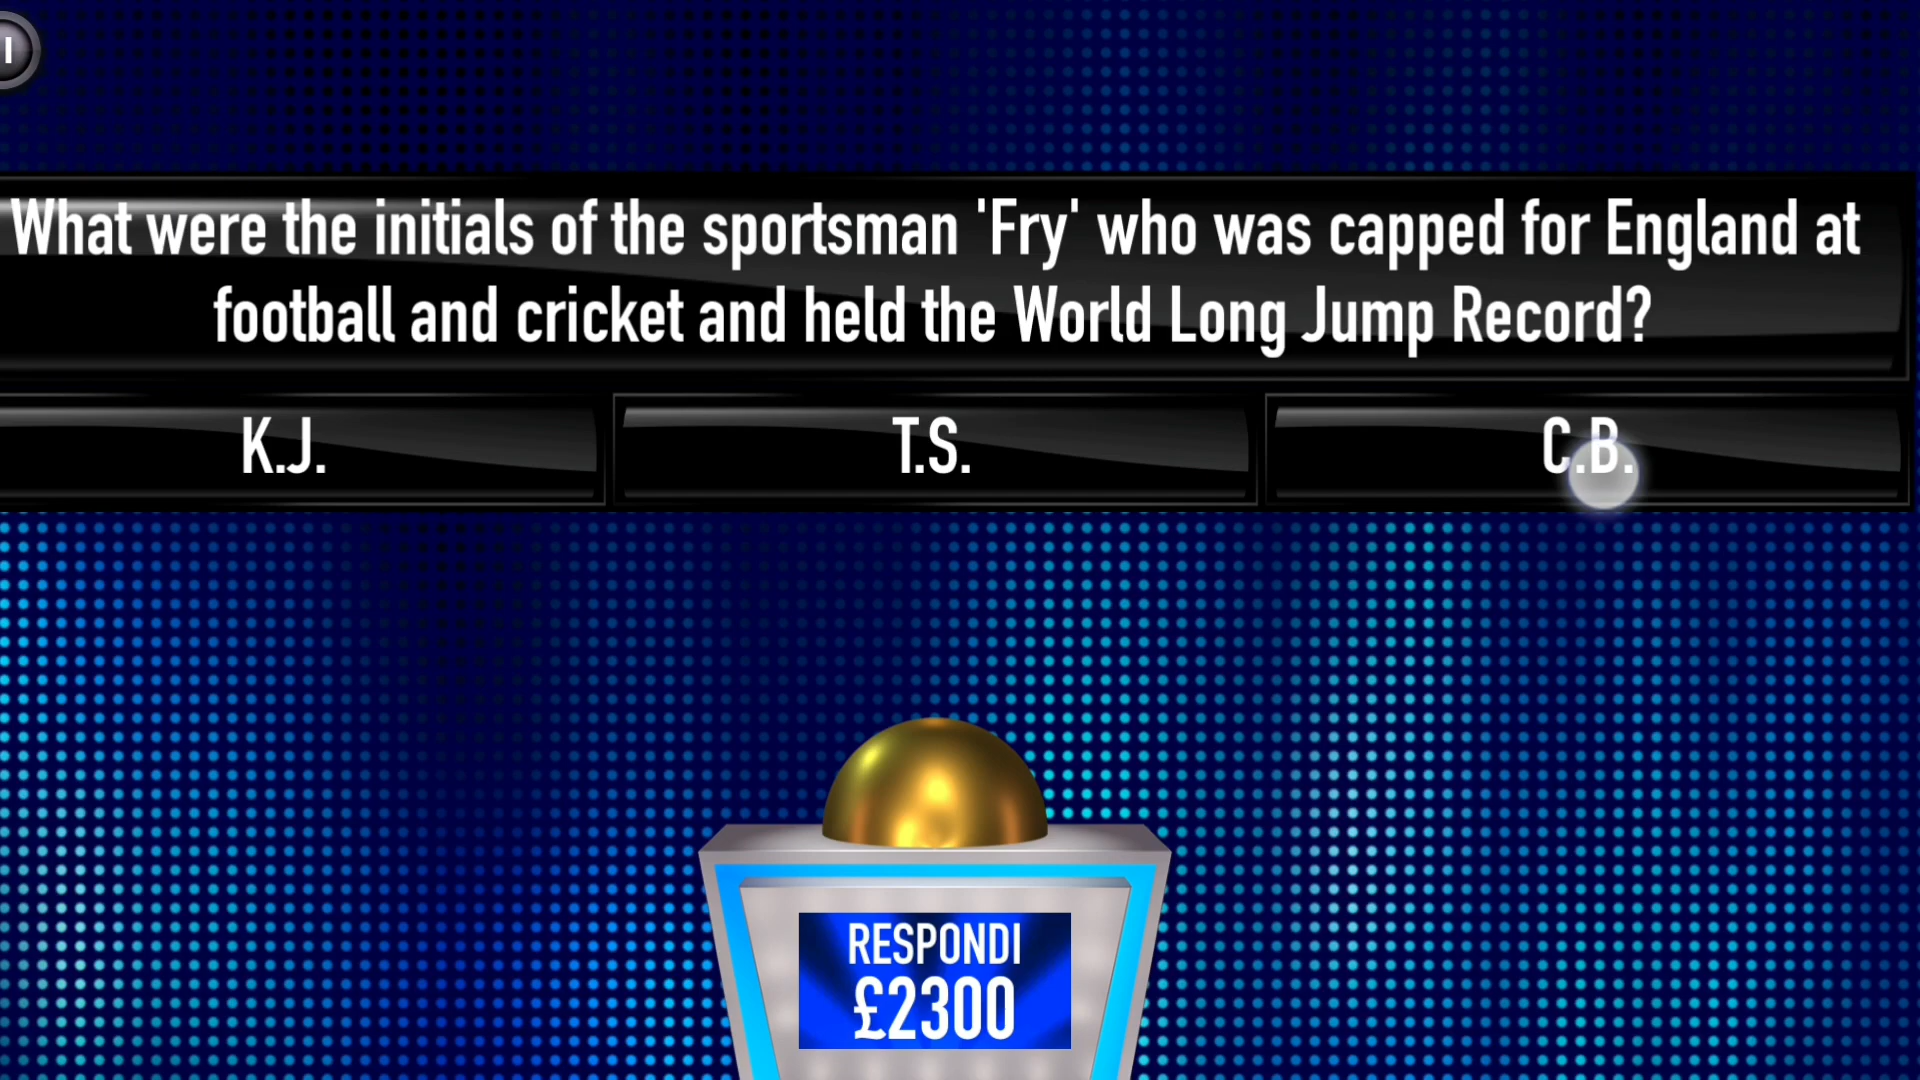 What were the initials of the sportsman 'Fry' who was capped for England at
football and cricket and held the World Long Jump Record?
K.J.
T.S.
C.B.
RESPONDI
£2300